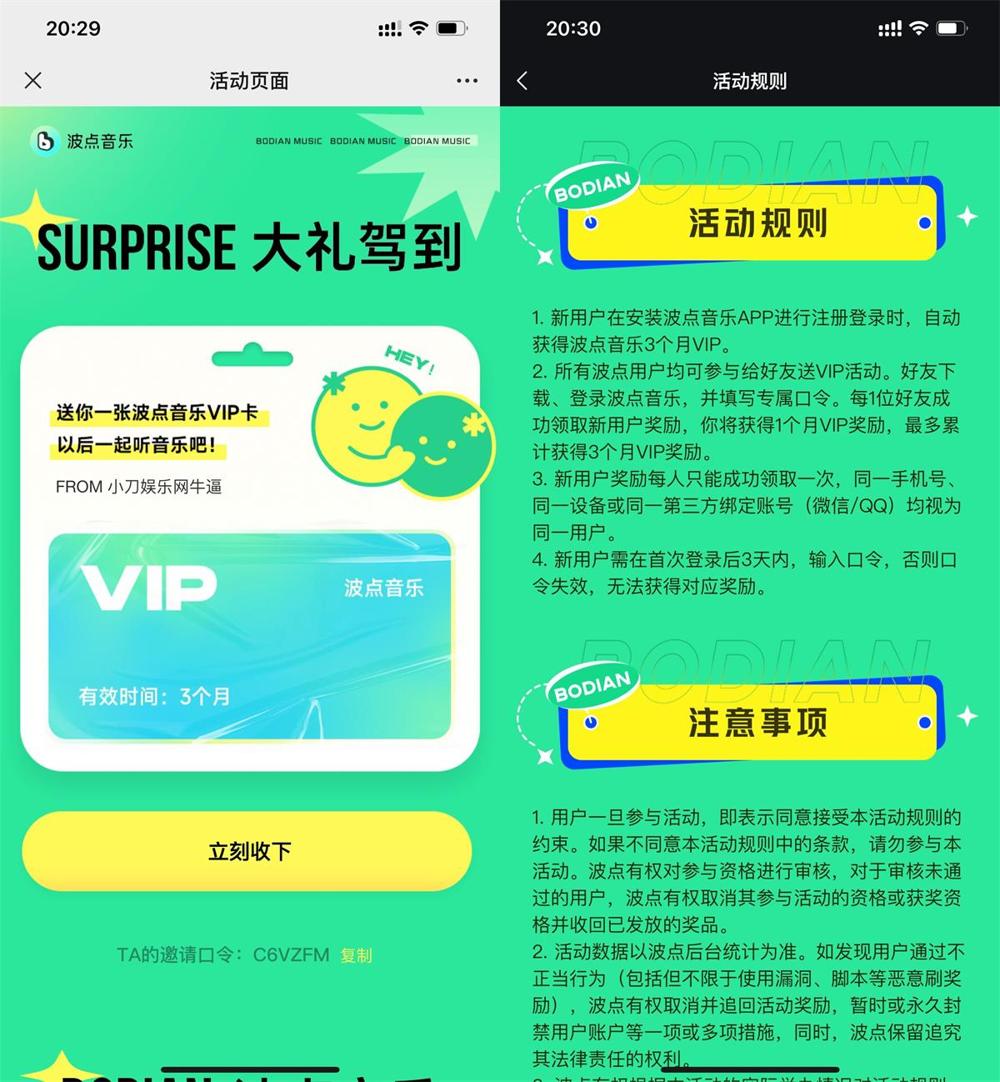 20:29
活动页面
波点音乐
BODIAN MUSIC BODIAN MUSIC BODIAN MUSIC
SURPRISE 大礼驾到
HEY!
送你一张波点音乐VIP卡
以后一起听音乐吧!
FROM 小刀娱乐网牛逼
VIP
波点音乐
有效时间：3个月
立刻收下
TA的邀请口令：C6VZFM 复制
20:30
活动规则
BODIAN
BODIAN
活动规则
1. 新用户在安装波点音乐APP进行注册登录时，自动
获得波点音乐3个月VIP。
2. 所有波点用户均可参与给好友送VIP活动。好友下
载、登录波点音乐，并填写专属口令。每1位好友成
功领取新用户奖励，你将获得1个月VIP奖励，最多累
计获得3个月VIP奖励。
3. 新用户奖励每人只能成功领取一次，同一手机号、
同一设备或同一第三方绑定账号（微信/QQ）均视为
同一用户。
4. 新用户需在首次登录后3天内，输入口令，否则口
令失效，无法获得对应奖励。
BODIAN
BODIAN
注意事项
1. 用户一旦参与活动，即表示同意接受本活动规则的
约束。如果不同意本活动规则中的条款，请勿参与本
活动。波点有权对参与资格进行审核，对于审核未通
过的用户，波点有权取消其参与活动的资格或获奖资
格并收回已发放的奖品。
2. 活动数据以波点后台统计为准。如发现用户通过不
正当行为（包括但不限于使用漏洞、脚本等恶意刷奖
励），波点有权取消并追回活动奖励，暂时或永久封
禁用户账户等一项或多项措施，同时，波点保留追究
其法律责任的权利。